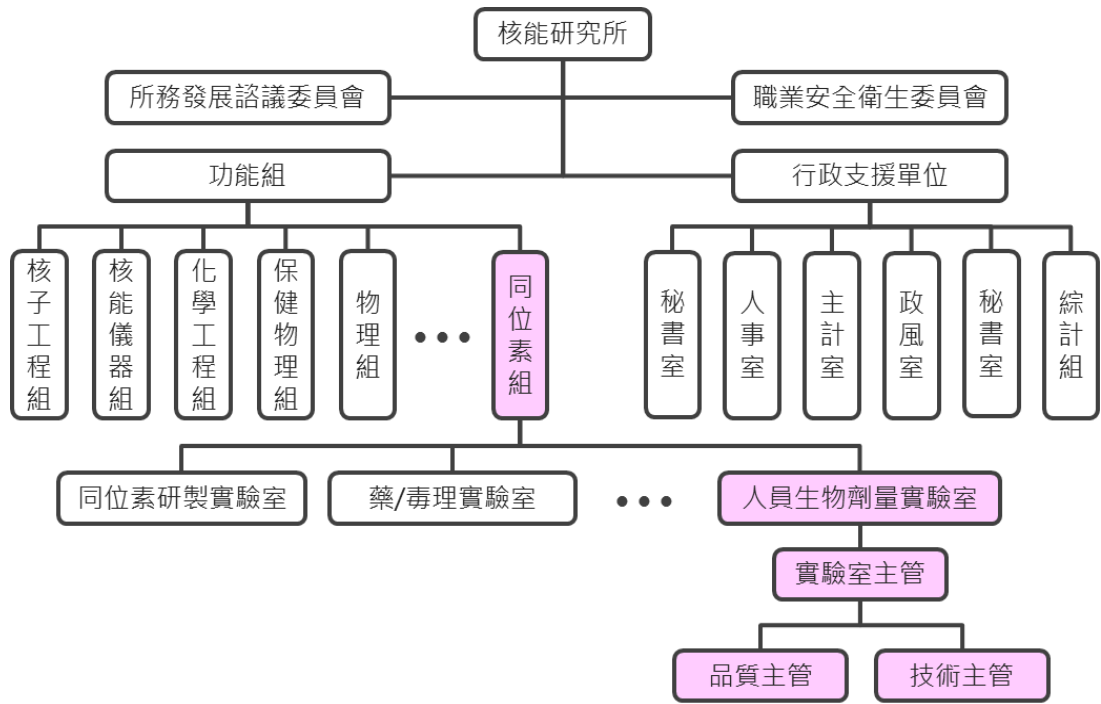 核能研究所
所務發展諮議委員會
職業安全衛生委員會
功能組
行政支援單位
核子工程組
核能儀器組
化學工程組
保健物理組
物理組
•••
同位素組
秘書室
人事室
主計室
政風室
秘書室
綜計組
同位素研製實驗室
藥/毒理實驗室
•••
人員生物劑量實驗室
實驗室主管
品質主管
技術主管